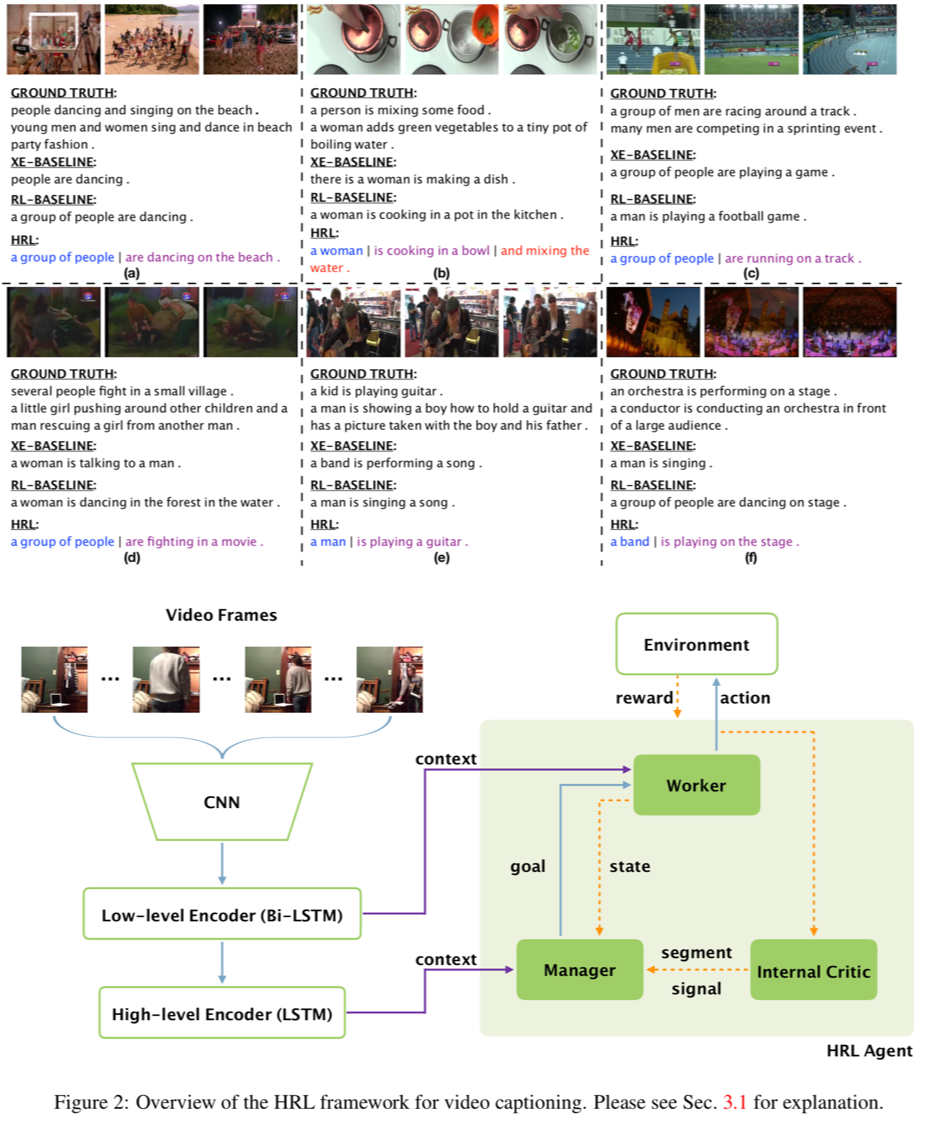 GROUND TRUTH:
people dancing and singing on the beach .
young men and women sing and dance in beach
party fashion .
XE-BASELINE:
people are dancing .
RL-BASELINE:
a group of people are dancing .
HRL:
a group of people | are dancing on the beach .
(a)
GROUND TRUTH:
a person is mixing some food .
a woman adds green vegetables to a tiny pot of
boiling water .
XE-BASELINE:
there is a woman is making a dish .
RL-BASELINE:
a woman is cooking in a pot in the kitchen .
HRL:
a woman | is cooking in a bowl | and mixing the
water .
(b)
GROUND TRUTH:
a group of men are racing around a track .
many men are competing in a sprinting event .
XE-BASELINE:
a group of people are playing a game .
RL-BASELINE:
a man is playing a football game .
HRL:
a group of people | are running on a track .
(c)
GROUND TRUTH:
several people fight in a small village .
a little girl pushing around other children and a
man rescuing a girl from another man .
XE-BASELINE:
a woman is talking to a man .
RL-BASELINE:
a woman is dancing in the forest in the water .
HRL:
a group of people | are fighting in a movie .
(d)
GROUND TRUTH:
a kid is playing guitar .
a man is showing a boy how to hold a guitar and
has a picture taken with the boy and his father .
XE-BASELINE:
a band is performing a song .
RL-BASELINE:
a man is singing a song .
HRL:
a man | is playing a guitar .
(e)
GROUND TRUTH:
an orchestra is performing on a stage .
a conductor is conducting an orchestra in front
of a large audience .
XE-BASELINE:
a man is singing .
RL-BASELINE:
a group of people are dancing on stage .
HRL:
a band | is playing on the stage .
(f)
Video Frames
... ... ...
CNN
Low-level Encoder (Bi-LSTM)
High-level Encoder (LSTM)
context
context
Environment
reward
action
Worker
goal
state
Manager
segment
signal
Internal Critic
HRL Agent
Figure 2: Overview of the HRL framework for video captioning. Please see Sec. 3.1 for explanation.